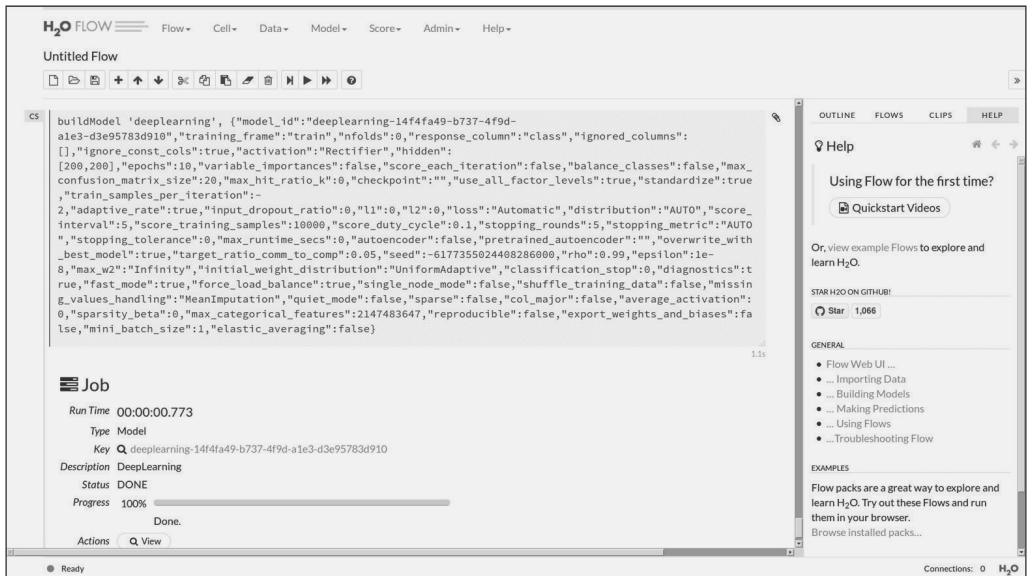 H2O FLOW Flow Cell Data Model Score Admin Help
Untitled Flow
CS
buildModel 'deeplearning', {"model_id":"deeplearning-14f4fa49-b737-4f9d-
a1e3-d3e95783d910","training_frame":"train","nfolds":0,"response_column":"class","ignored_columns":
[],"ignore_const_cols":true,"activation":"Rectifier","hidden":
[200,200],"epochs":10,"variable_importances":false,"score_each_iteration":false,"balance_classes":false,"max_
confusion_matrix_size":20,"max_hit_ratio_k":0,"checkpoint":"","use_all_factor_levels":true,"standardize":true
,"train_samples_per_iteration":-
2,"adaptive_rate":true,"input_dropout_ratio":0,"l1":0,"l2":0,"loss":"Automatic","distribution":"AUTO","score_
interval":5,"score_training_samples":10000,"score_duty_cycle":0.1,"stopping_rounds":5,"stopping_metric":"AUTO
","stopping_tolerance":0,"max_runtime_secs":0,"autoencoder":false,"pretrained_autoencoder":"","overwrite_with
_best_model":true,"target_ratio_comm_to_comp":0.05,"seed":-6177355024408286000,"rho":0.99,"epsilon":1e-
8,"max_w2":"Infinity","initial_weight_distribution":"UniformAdaptive","classification_stop":0,"diagnostics":t
rue,"fast_mode":true,"force_load_balance":true,"single_node_mode":false,"shuffle_training_data":false,"missin
g_values_handling":"MeanImputation","quiet_mode":false,"sparse":false,"col_major":false,"average_activation":
0,"sparsity_beta":0,"max_categorical_features":2147483647,"reproducible":false,"export_weights_and_biases":fa
lse,"mini_batch_size":1,"elastic_averaging":false}
1.1s
Job
Run Time 00:00:00.773
Type Model
Key deeplearning-14f4fa49-b737-4f9d-a1e3-d3e95783d910
Description DeepLearning
Status DONE
Progress 100%
Done.
Actions View
OUTLINE FLOWS CLIPS HELP
Help
Using Flow for the first time?
Quickstart Videos
Or, view example Flows to explore and
learn H2O.
STAR H2O ON GITHUB!
Star 1,066
GENERAL
Flow Web UI ...
... Importing Data
... Building Models
... Making Predictions
... Using Flows
...Troubleshooting Flow
EXAMPLES
Flow packs are a great way to explore and
learn H2O. Try out these Flows and run
them in your browser.
Browse installed packs...
Ready
Connections: 0 H2O